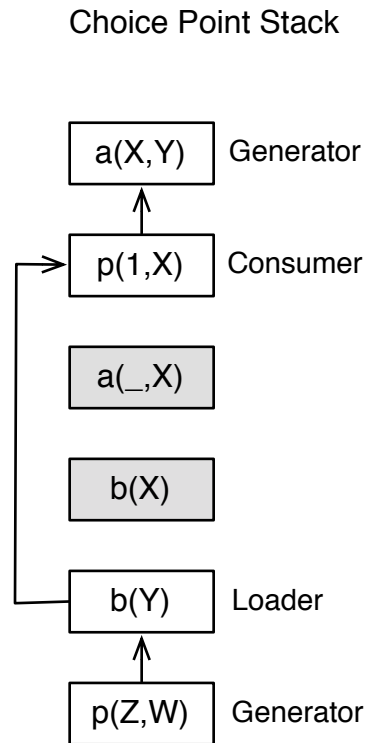 Choice Point Stack
a(X,Y) Generator
p(1,X) Consumer
a(_,X)
b(X)
b(Y) Loader
p(Z,W) Generator